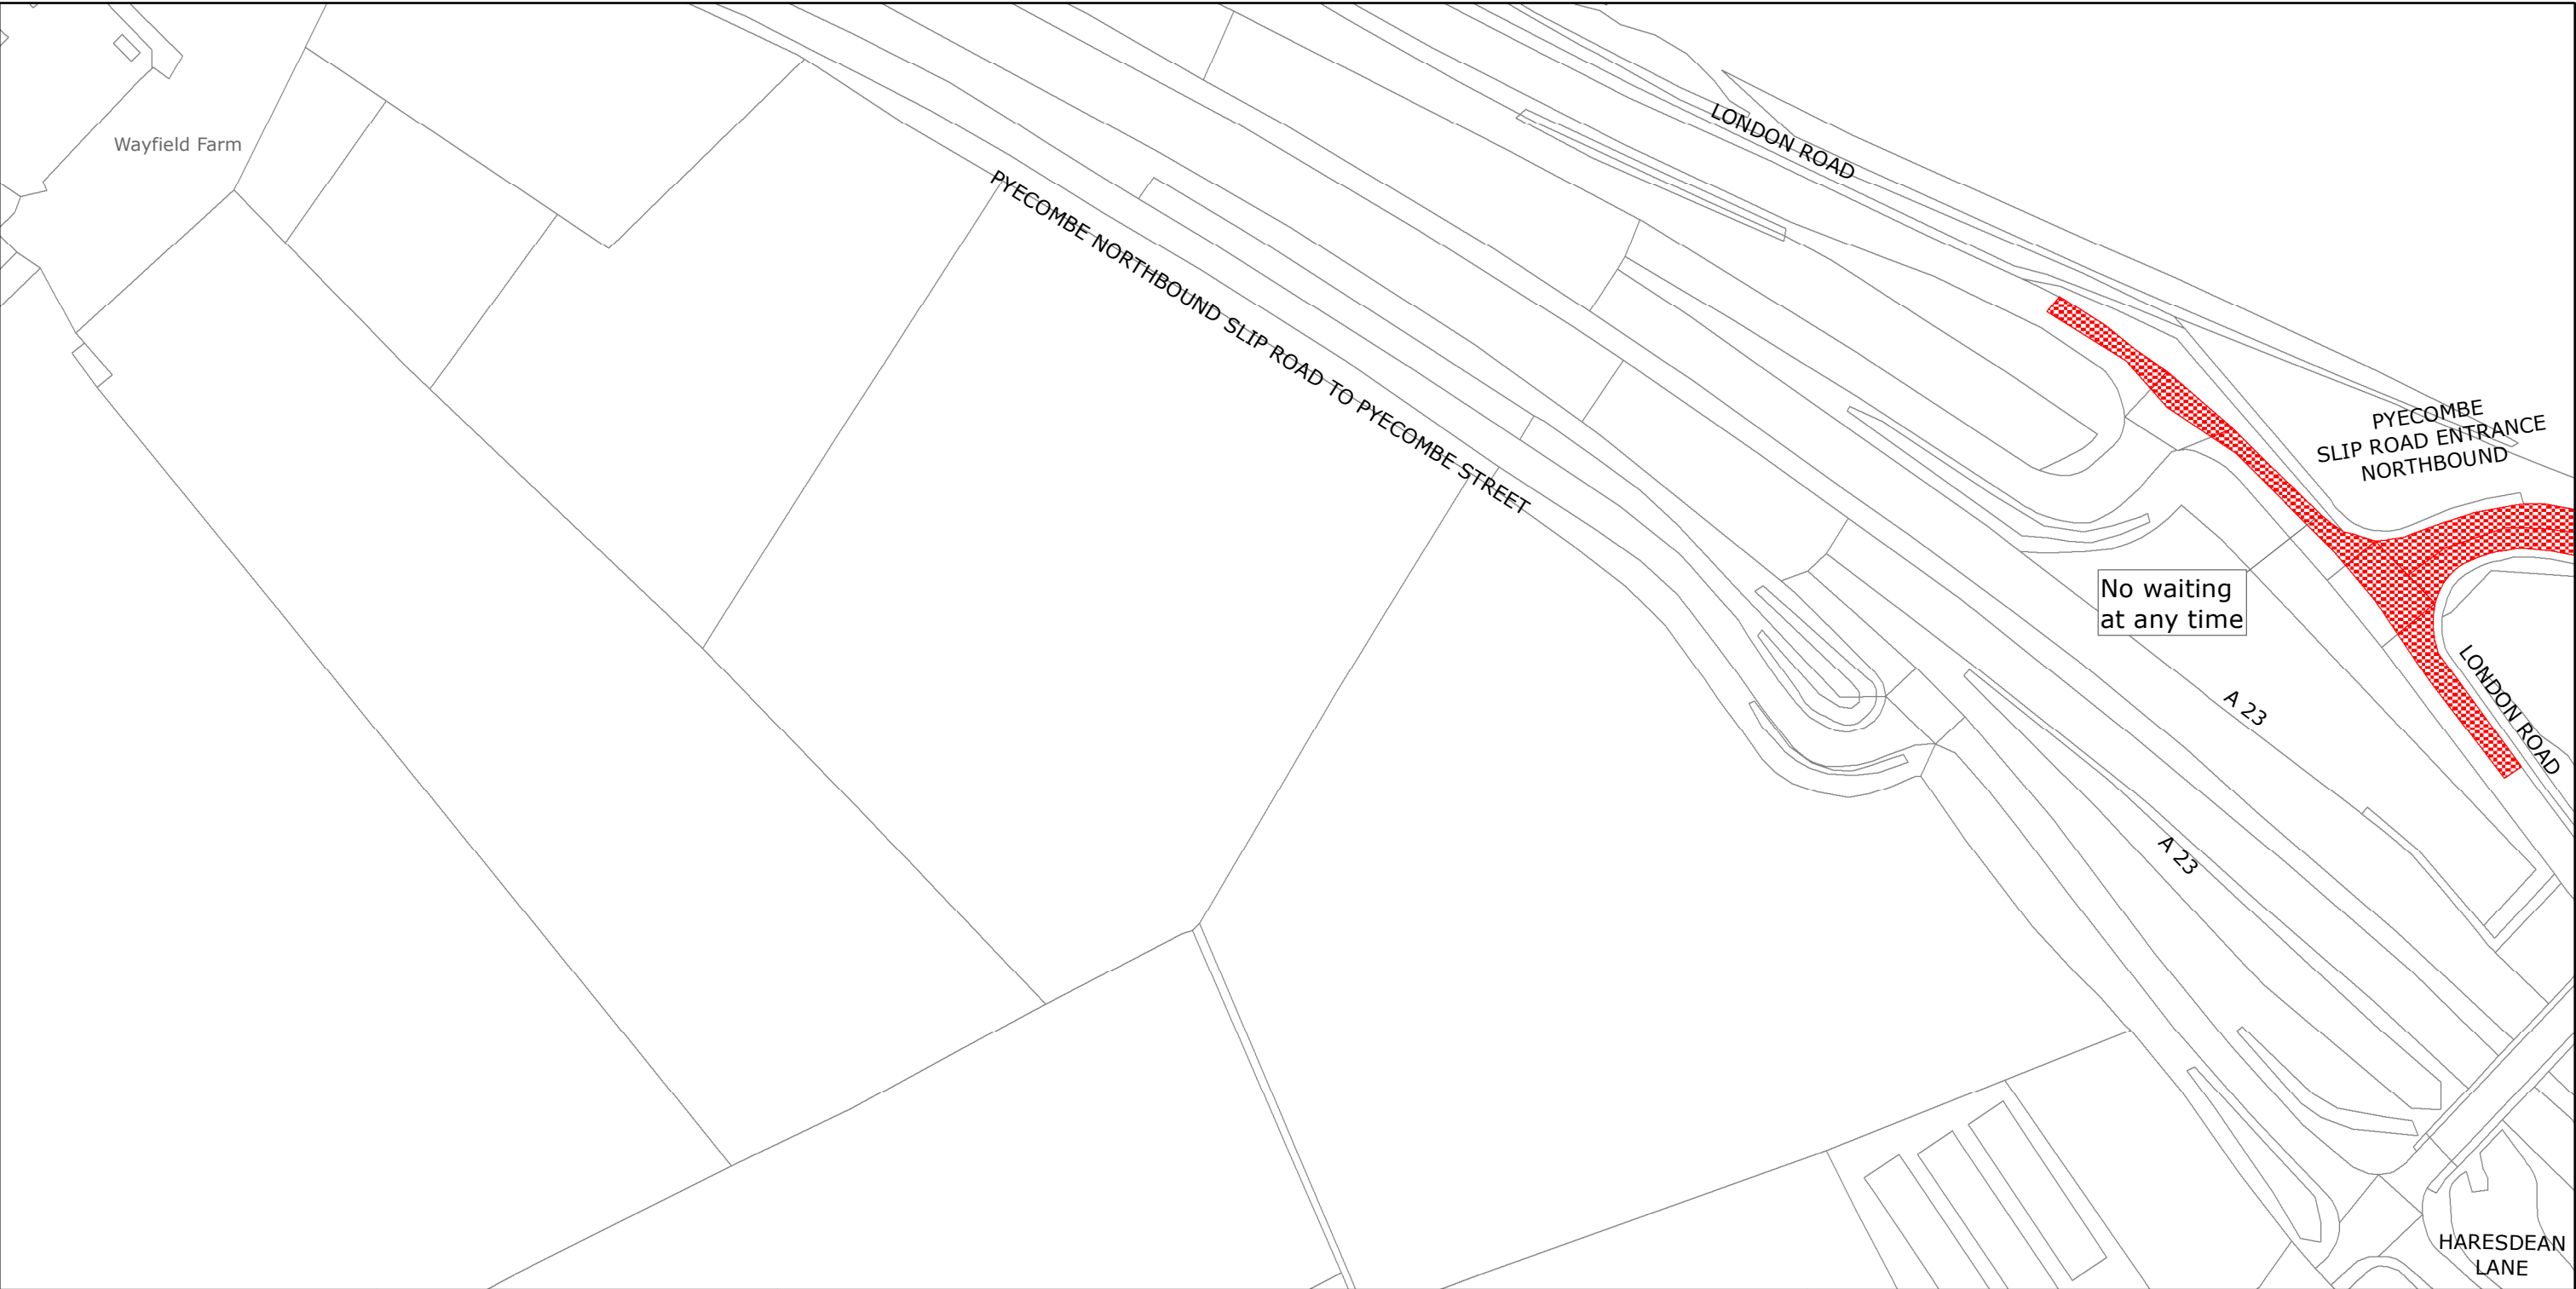 Wayfield Farm
LONDON ROAD
PYECOMBE NORTHBOUND SLIP ROAD TO PYECOMBE STREET
PYECOMBE
SLIP ROAD ENTRANCE
NORTHBOUND
No waiting
at any time
LONDON ROAD
A 23
A 23
HARESDEAN
LANE